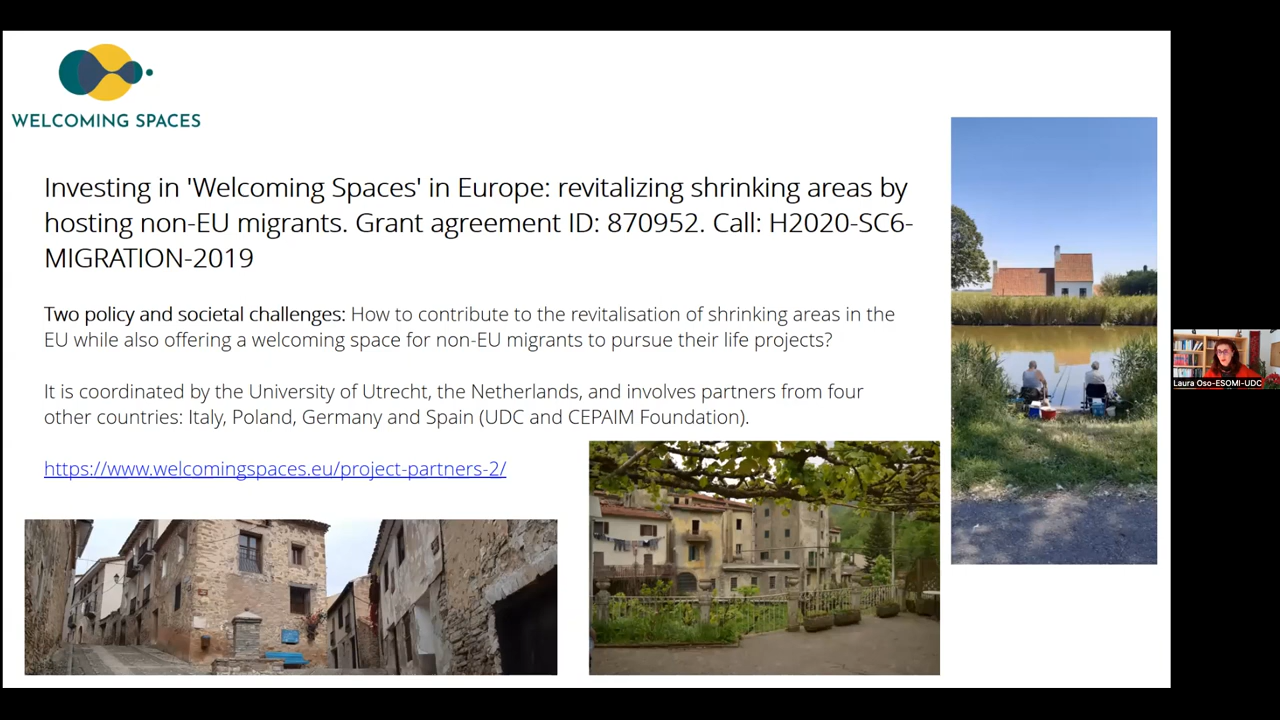 WELCOMING SPACES
Investing in 'Welcoming Spaces' in Europe: revitalizing shrinking areas by
hosting non-EU migrants. Grant agreement ID: 870952. Call: H2020-SC6-
MIGRATION-2019
Two policy and societal challenges: How to contribute to the revitalisation of shrinking areas in the
EU while also offering a welcoming space for non-EU migrants to pursue their life projects?
It is coordinated by the University of Utrecht, the Netherlands, and involves partners from four
other countries: Italy, Poland, Germany and Spain (UDC and CEPAIM Foundation).
https://www.welcomingspaces.eu/project-partners-2/
Laura Oso-ESOMI-UDC